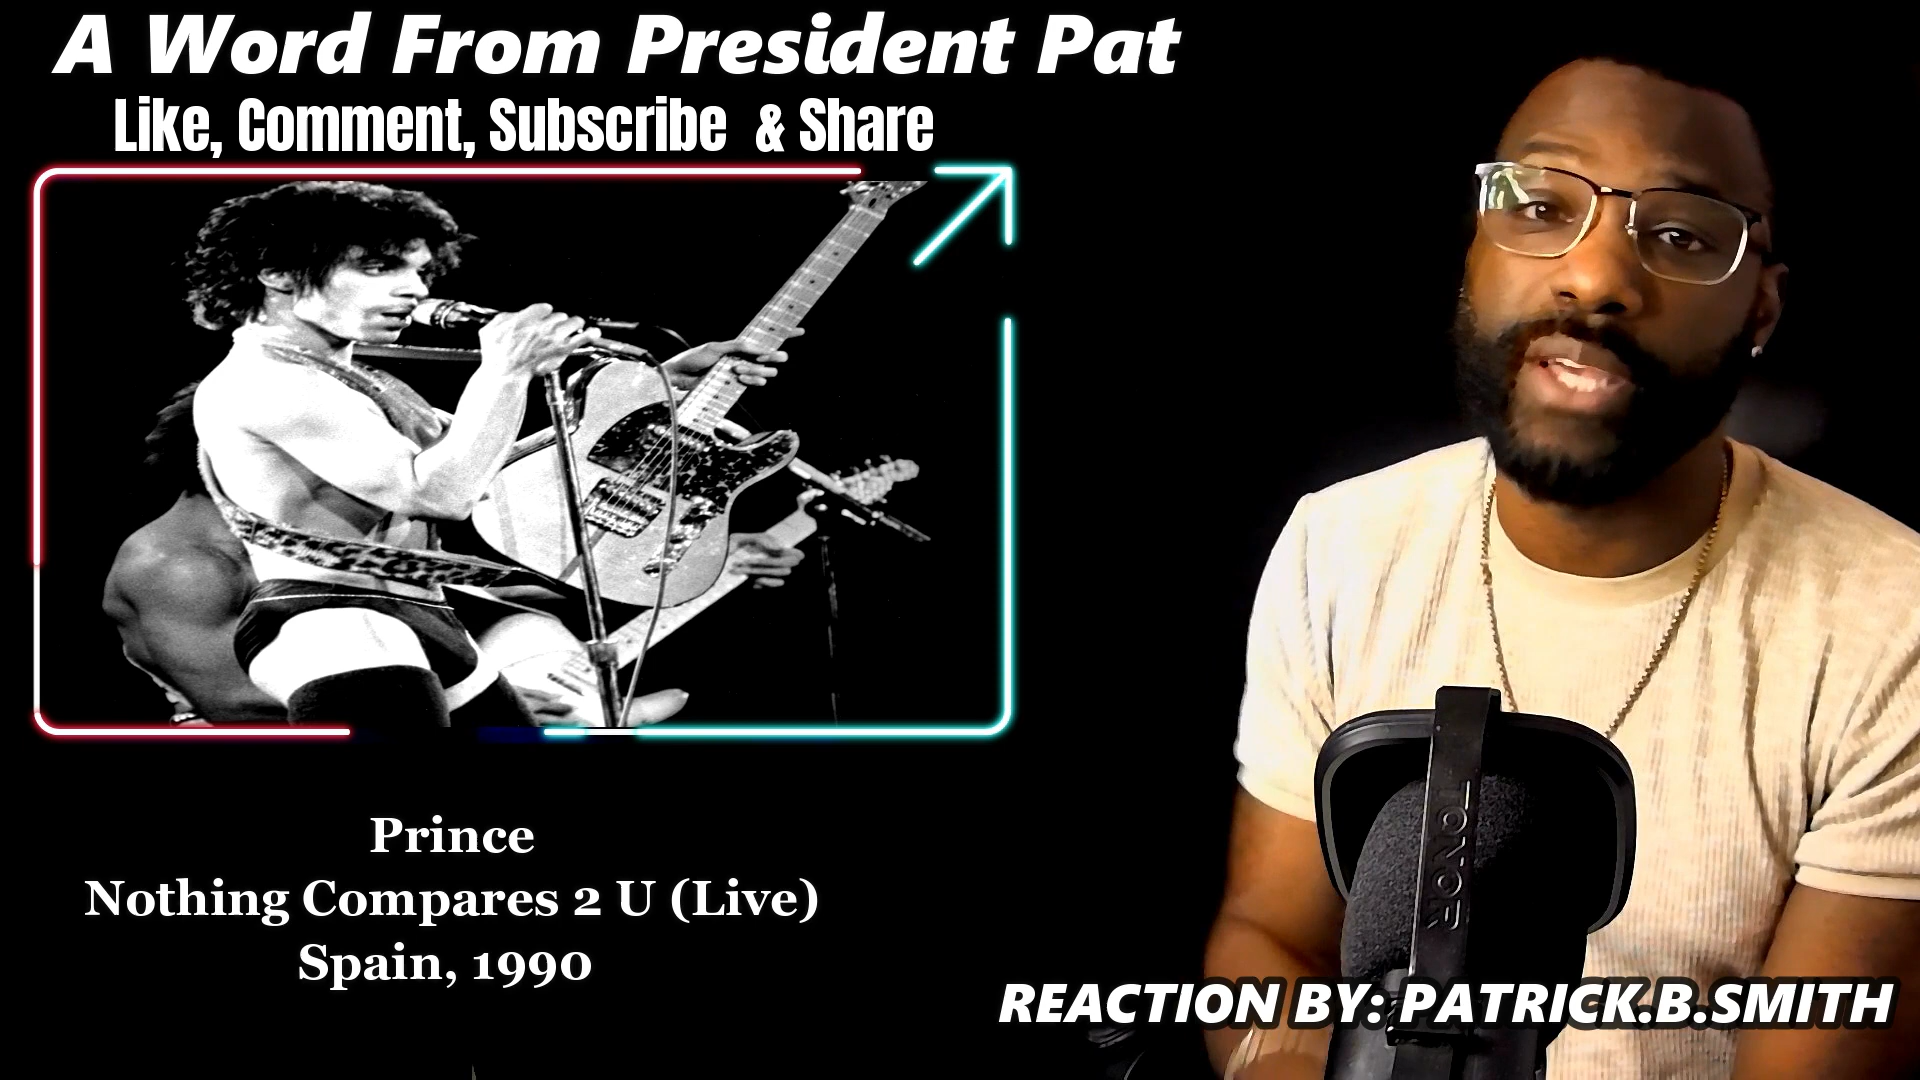 A Word From President Pat
Like, Comment, Subscribe & Share
Prince
Nothing Compares 2 U (Live)
Spain, 1990
TONOR
REACTION BY: PATRICK.B.SMITH